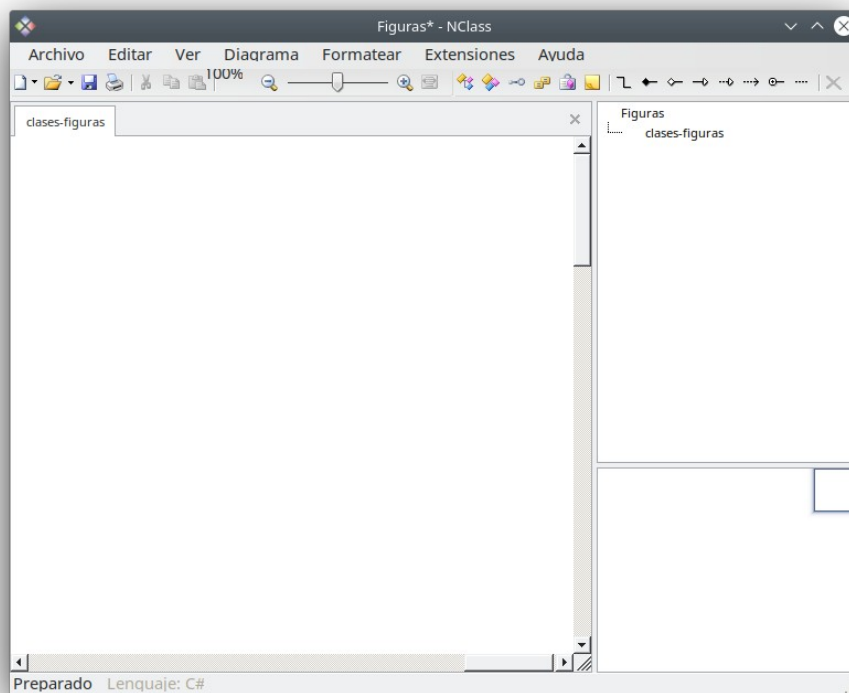 Figuras* - NClass
Archivo Editar Ver Diagrama Formatear Extensiones Ayuda
100%
clases-figuras
Figuras
clases-figuras
Preparado Lenguaje: C#